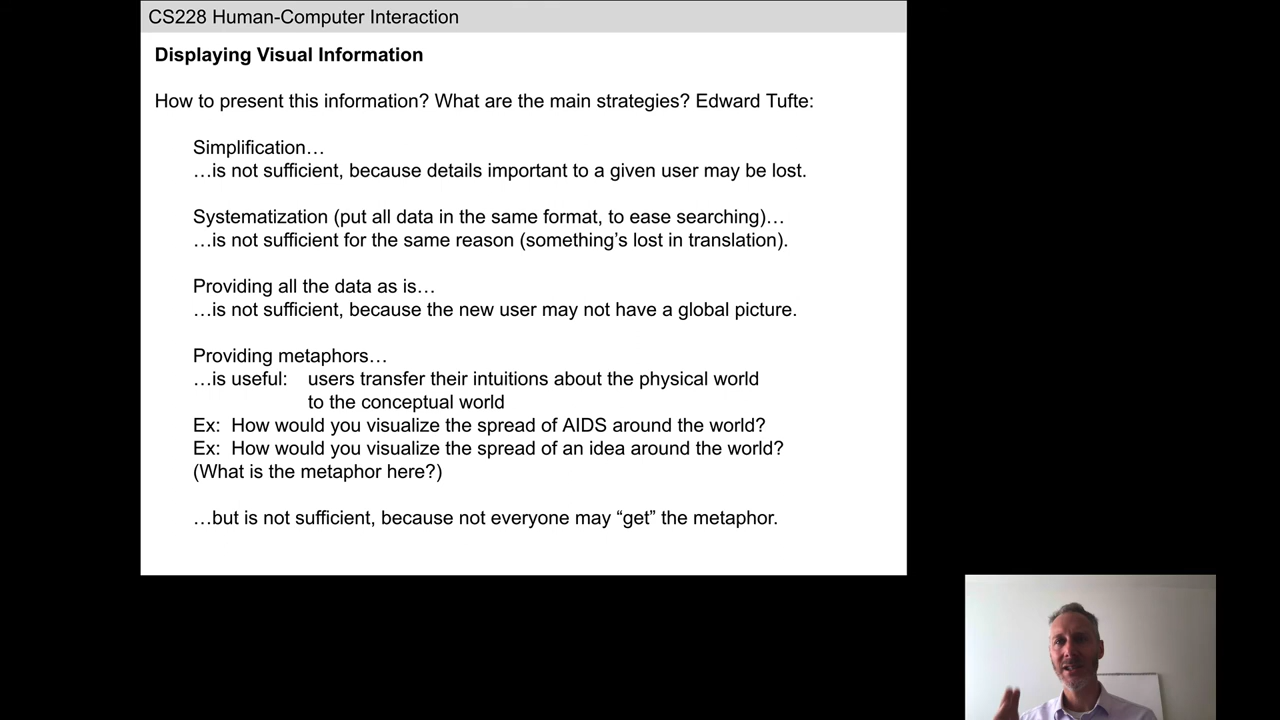 CS228 Human-Computer Interaction
Displaying Visual Information
How to present this information? What are the main strategies? Edward Tufte:
Simplification…
…is not sufficient, because details important to a given user may be lost.
Systematization (put all data in the same format, to ease searching)…
…is not sufficient for the same reason (something’s lost in translation).
Providing all the data as is…
…is not sufficient, because the new user may not have a global picture.
Providing metaphors…
…is useful: users transfer their intuitions about the physical world
to the conceptual world
Ex: How would you visualize the spread of AIDS around the world?
Ex: How would you visualize the spread of an idea around the world?
(What is the metaphor here?)
…but is not sufficient, because not everyone may “get” the metaphor.